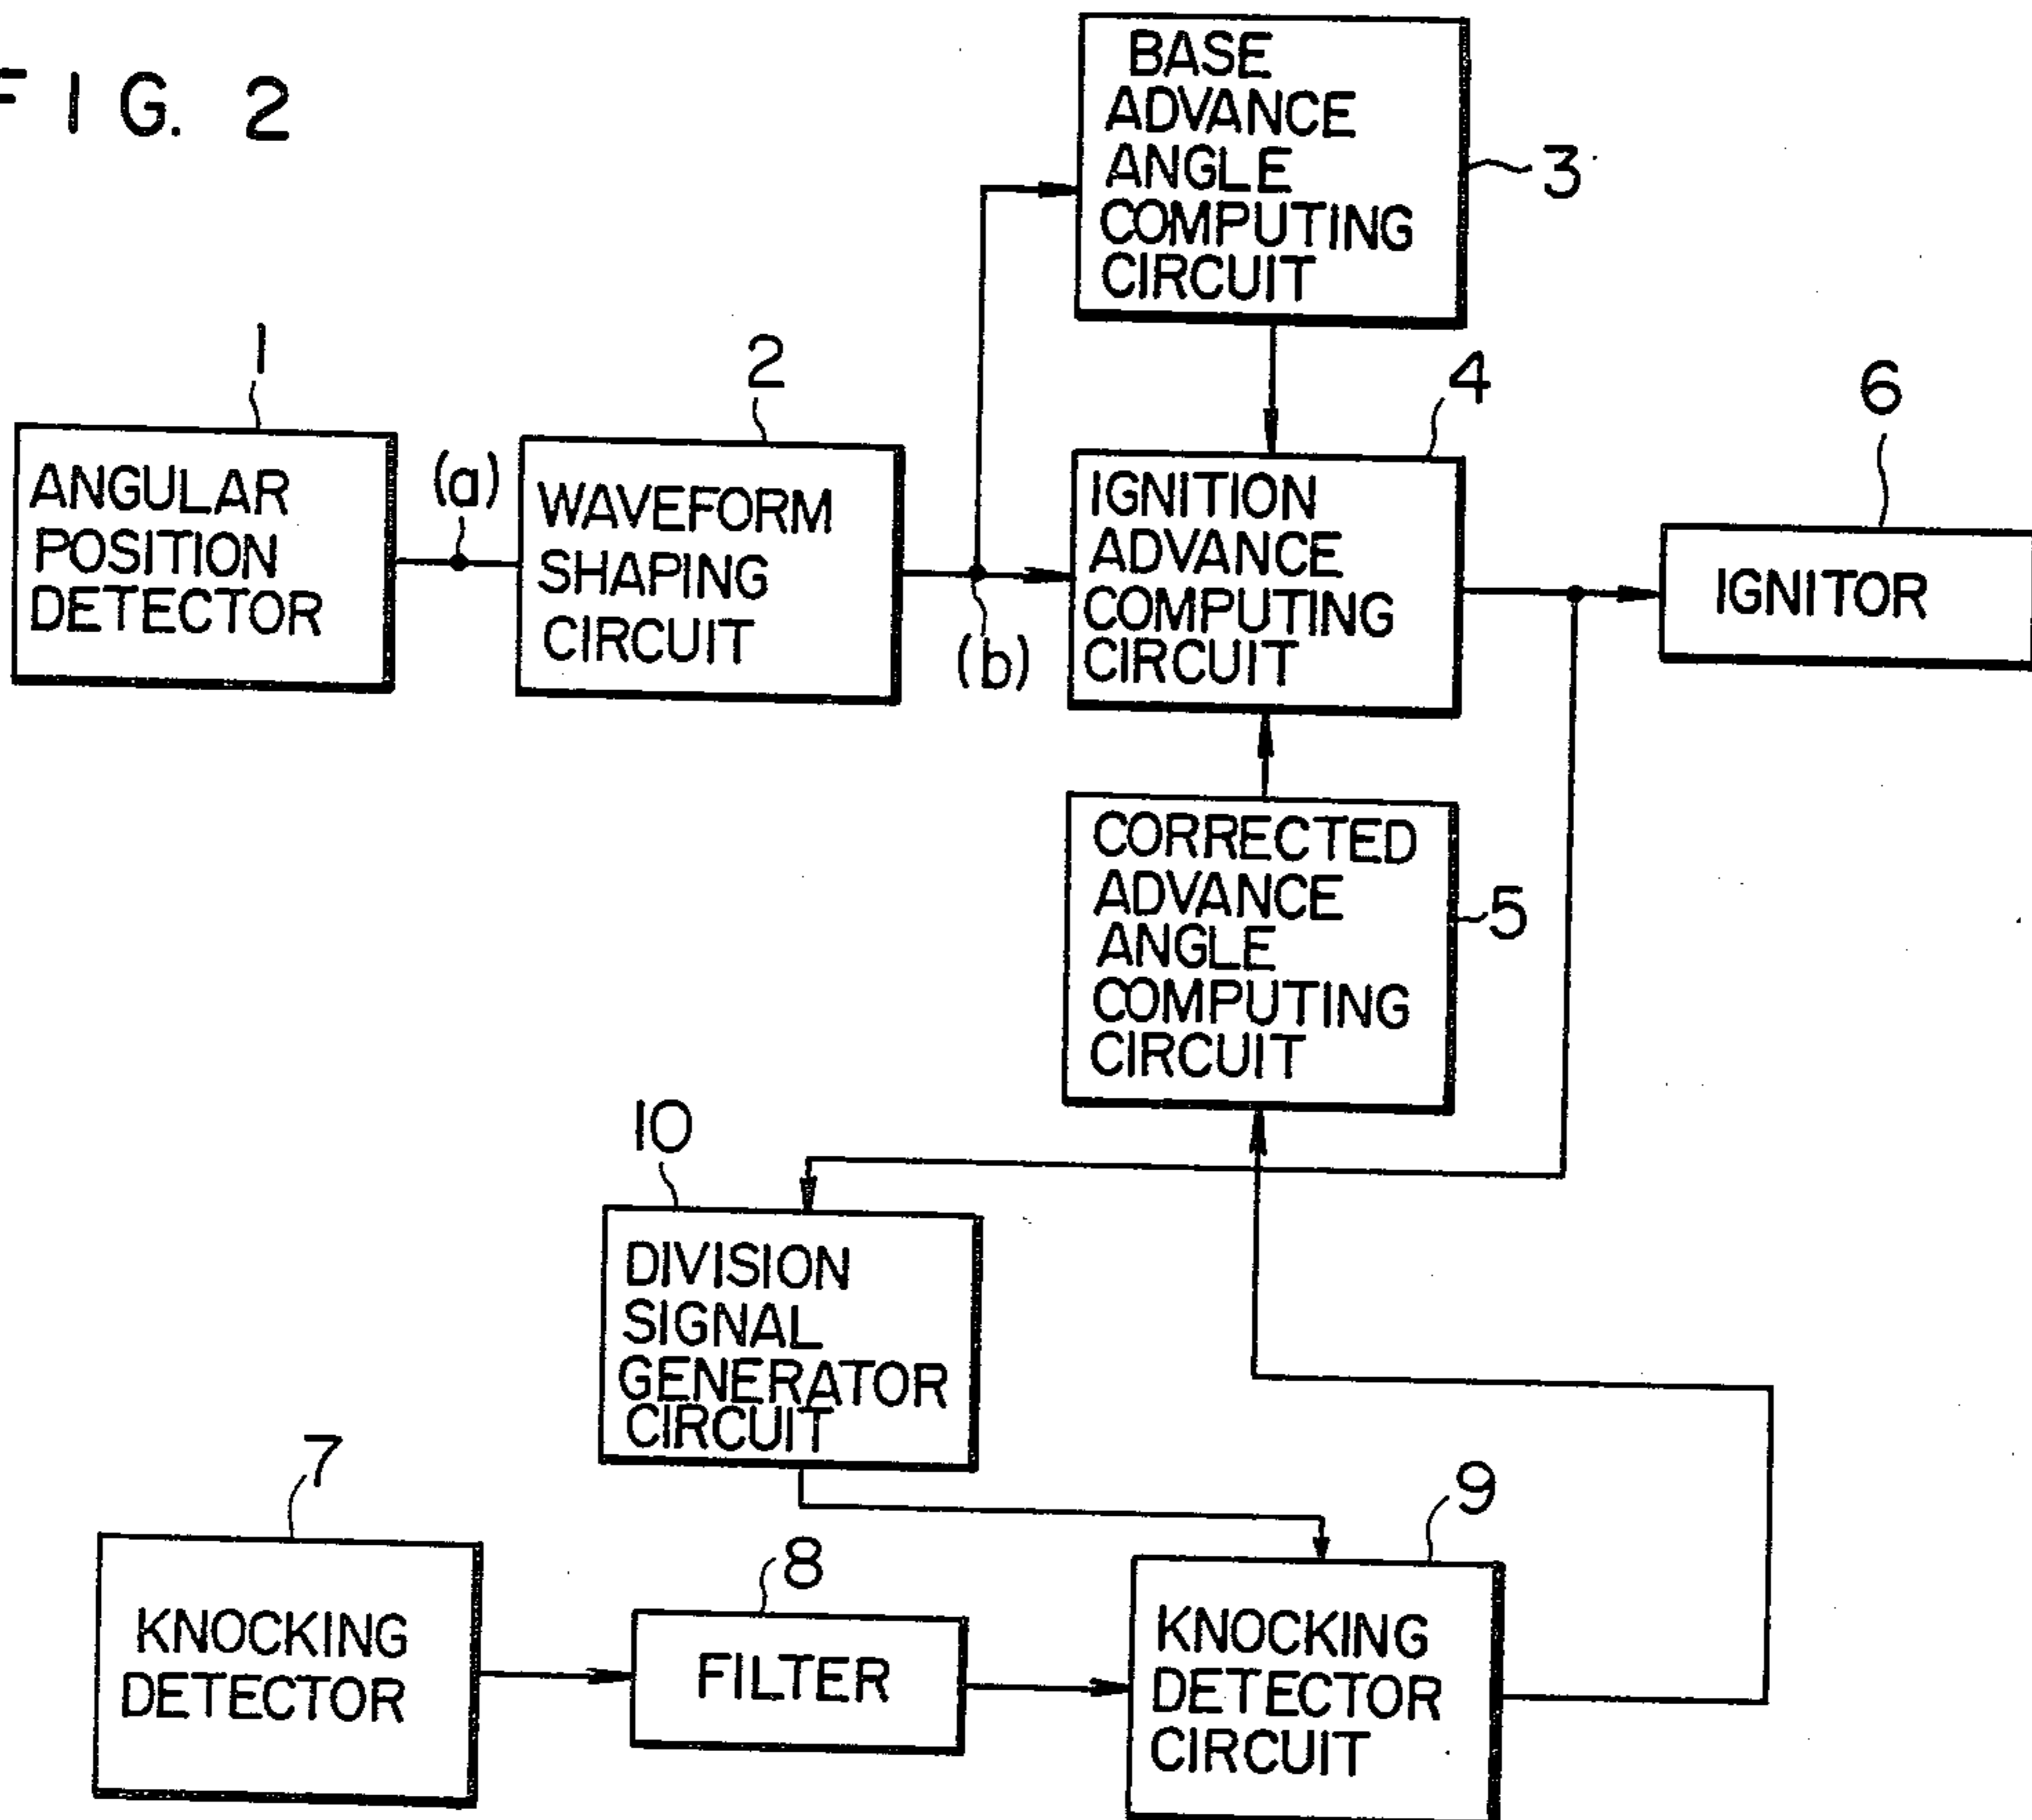 FIG. 2
BASE
ADVANCE
ANGLE
COMPUTING
CIRCUIT
3
1
2
4
6
ANGULAR
POSITION
DETECTOR
(a)
WAVEFORM
SHAPING
CIRCUIT
(b)
IGNITION
ADVANCE
COMPUTING
CIRCUIT
IGNITOR
CORRECTED
ADVANCE
ANGLE
COMPUTING
CIRCUIT
5
10
DIVISION
SIGNAL
GENERATOR
CIRCUIT
7
KNOCKING
DETECTOR
8
FILTER
9
KNOCKING
DETECTOR
CIRCUIT